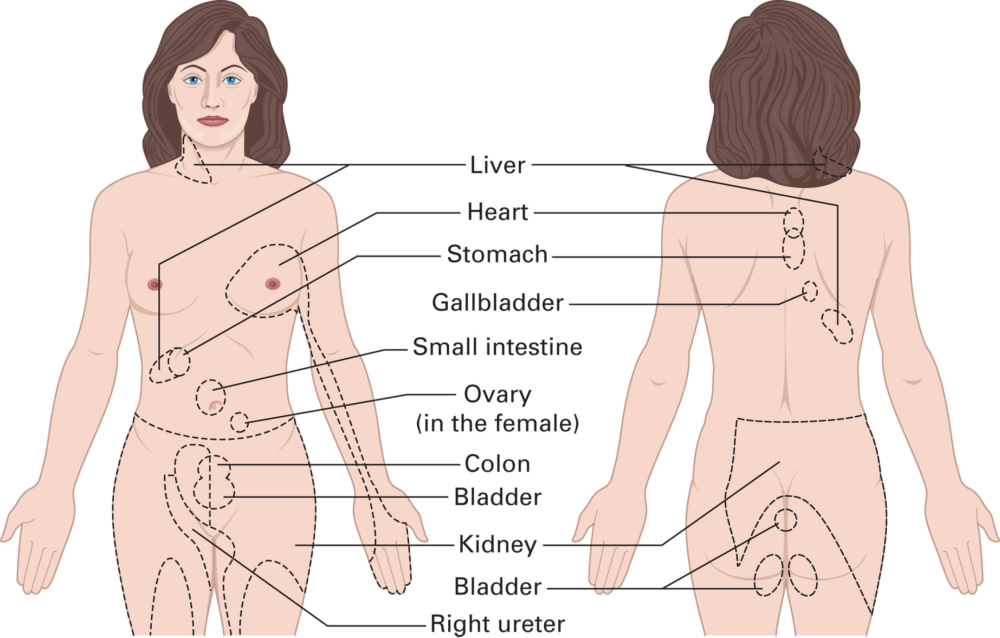 Liver
Heart
Stomach
Gallbladder
Small intestine
Ovary
(in the female)
Colon
Bladder
Kidney
Bladder
Right ureter